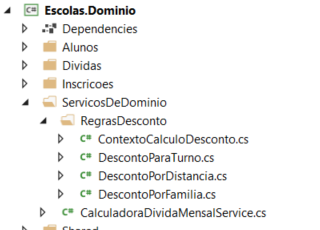 C# Escolas.Dominio
Dependencies
Alunos
Dividas
Inscricoes
ServicosDeDominio
RegrasDesconto
C# ContextoCalculoDesconto.cs
C# DescontoParaTurno.cs
C# DescontoPorDistancia.cs
C# DescontoPorFamilia.cs
C# CalculadoraDividaMensalService.cs
Shared